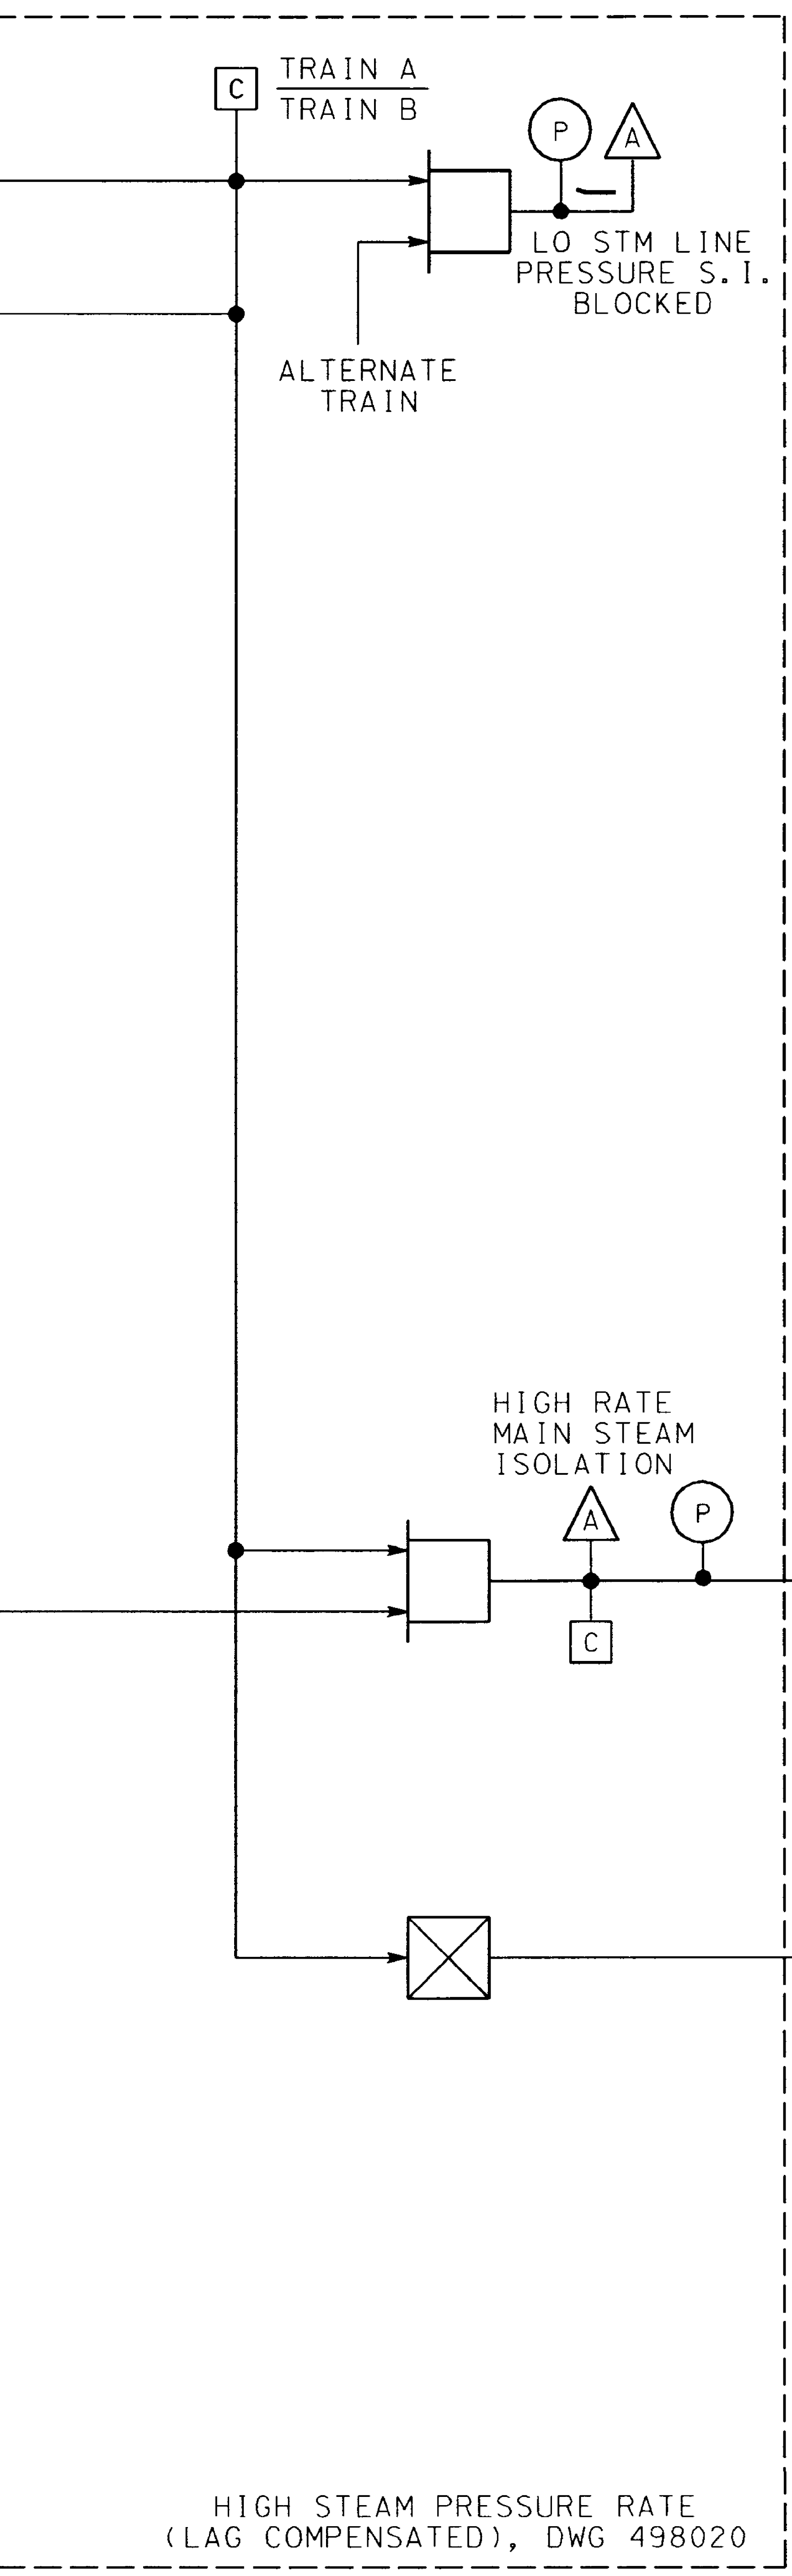 C
TRAIN A
TRAIN B
P
A
LO STM LINE
PRESSURE S.I.
BLOCKED
ALTERNATE
TRAIN
HIGH RATE
MAIN STEAM
ISOLATION
A
P
C
HIGH STEAM PRESSURE RATE
(LAG COMPENSATED), DWG 498020